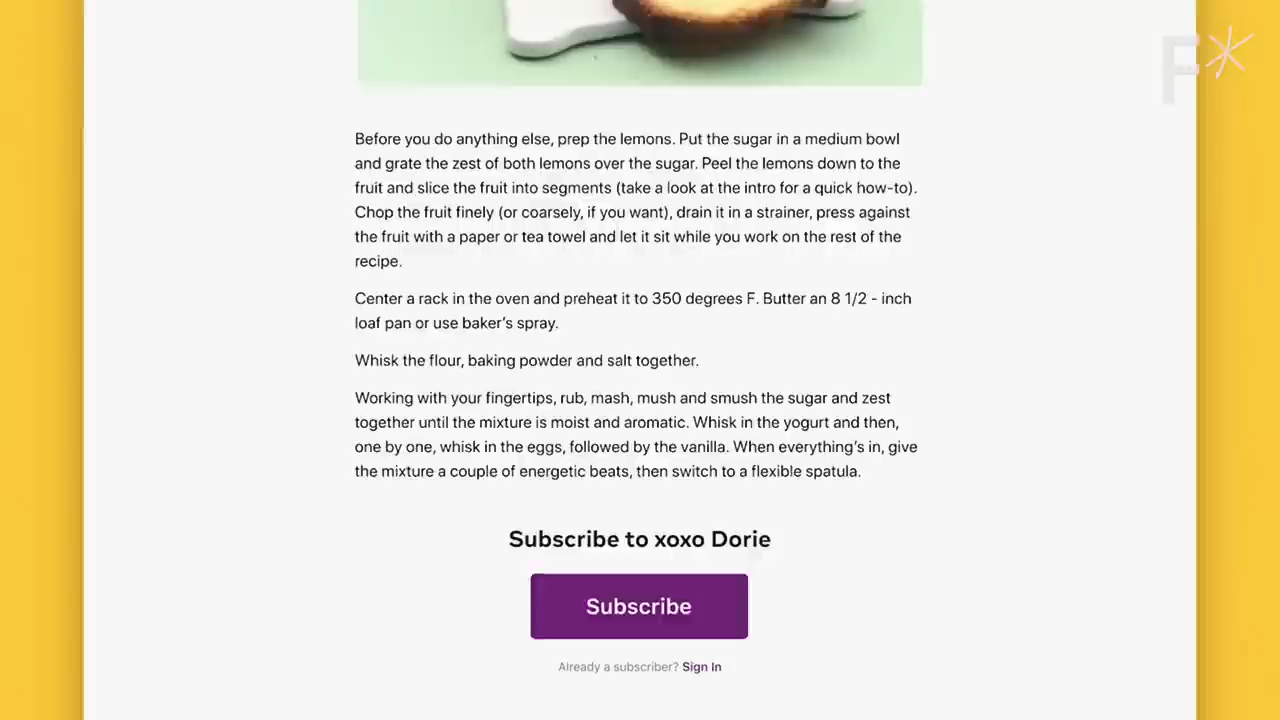 F*
Before you do anything else, prep the lemons. Put the sugar in a medium bowl
and grate the zest of both lemons over the sugar. Peel the lemons down to the
fruit and slice the fruit into segments (take a look at the intro for a quick how-to).
Chop the fruit finely (or coarsely, if you want), drain it in a strainer, press against
the fruit with a paper or tea towel and let it sit while you work on the rest of the
recipe.
Center a rack in the oven and preheat it to 350 degrees F. Butter an 8 1/2 - inch
loaf pan or use baker’s spray.
Whisk the flour, baking powder and salt together.
Working with your fingertips, rub, mash, mush and smush the sugar and zest
together until the mixture is moist and aromatic. Whisk in the yogurt and then,
one by one, whisk in the eggs, followed by the vanilla. When everything’s in, give
the mixture a couple of energetic beats, then switch to a flexible spatula.
Subscribe to xoxo Dorie
Subscribe
Already a subscriber? Sign In